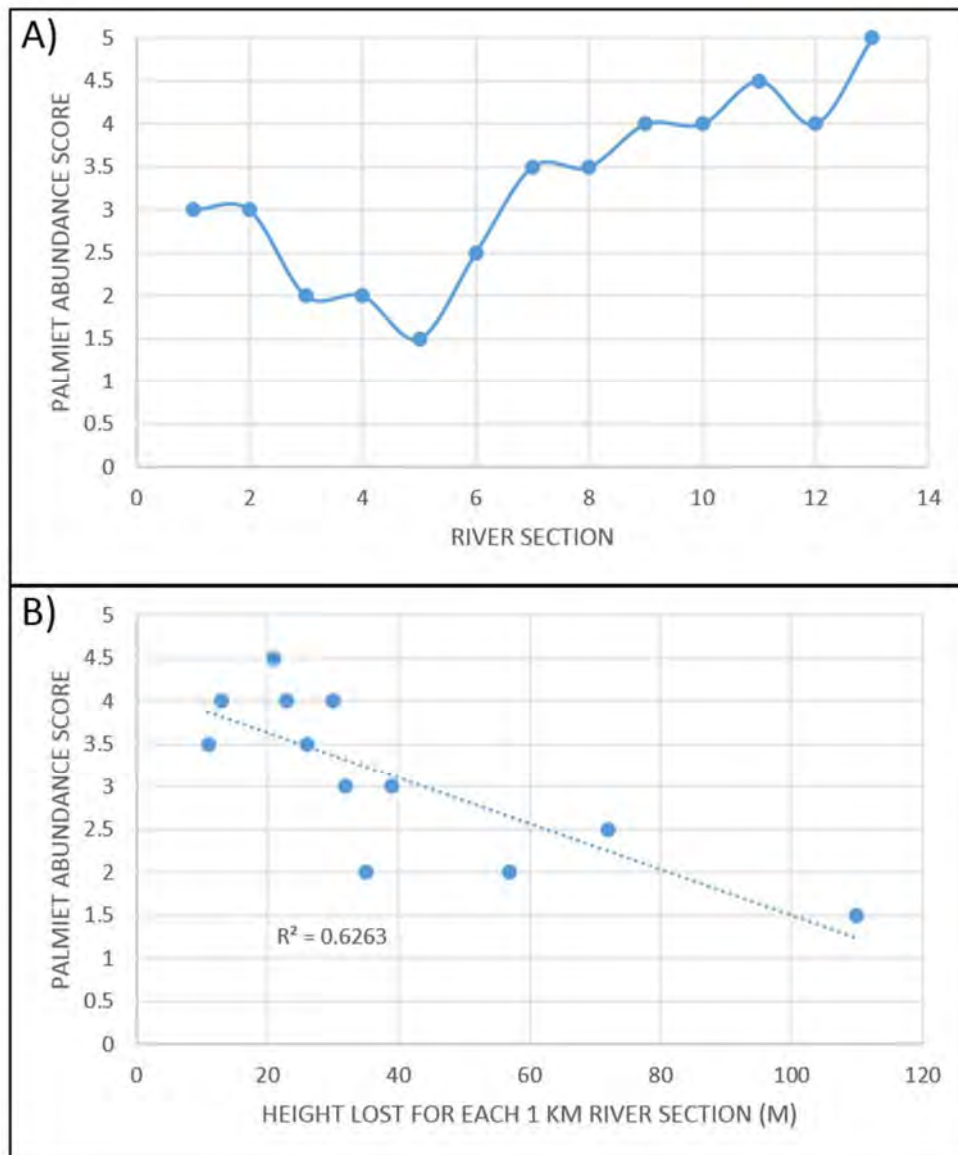 A)
PALMIET ABUNDANCE SCORE
5
4.5
4
3.5
3
2.5
2
1.5
1
0.5
0
0 2 4 6 8 10 12 14
RIVER SECTION
B)
PALMIET ABUNDANCE SCORE
5
4.5
4
3.5
3
2.5
2
1.5
1
0.5
0
R² = 0.6263
0 20 40 60 80 100 120
HEIGHT LOST FOR EACH 1 KM RIVER SECTION (M)